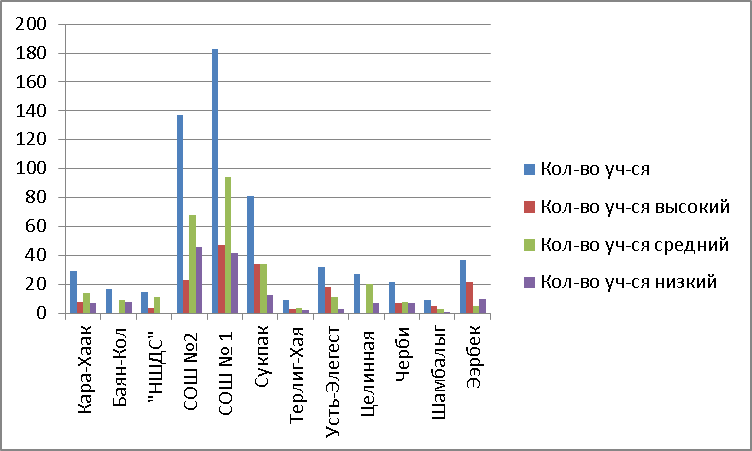 200
180
160
140
120
100
80
60
40
20
0
Кара-Хаак
Баян-Кол
"НШДС"
СОШ №2
СОШ № 1
Сукпак
Терлиг-Хая
Усть-Элегест
Целинная
Черби
Шамбалыг
Ээрбек
Кол-во уч-ся
Кол-во уч-ся высокий
Кол-во уч-ся средний
Кол-во уч-ся низкий